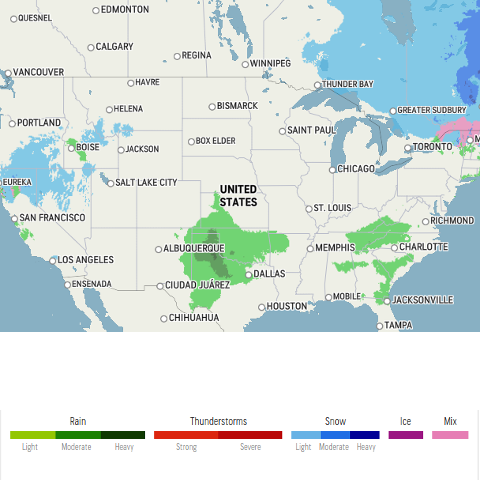 EDMONTON
QUESNEL
CALGARY
REGINA
WINNIPEG
VANCOUVER
HAVRE
THUNDER BAY
HELENA
BISMARCK
GREATER SUDBURY
PORTLAND
SAINT PAUL
BOISE
JACKSON
BOX ELDER
TORONTO
M
CHICAGO
EUREKA
SALT LAKE CITY
UNITED
STATES
ST. LOUIS
SAN FRANCISCO
RICHMOND
ALBUQUERQUE
MEMPHIS
CHARLOTTE
LOS ANGELES
DALLAS
ENSENADA
CIUDAD JUÁREZ
MOBILE
JACKSONVILLE
HOUSTON
CHIHUAHUA
TAMPA
Rain Thunderstorms Snow Ice Mix
Light Moderate Heavy Strong Severe Light Moderate Heavy